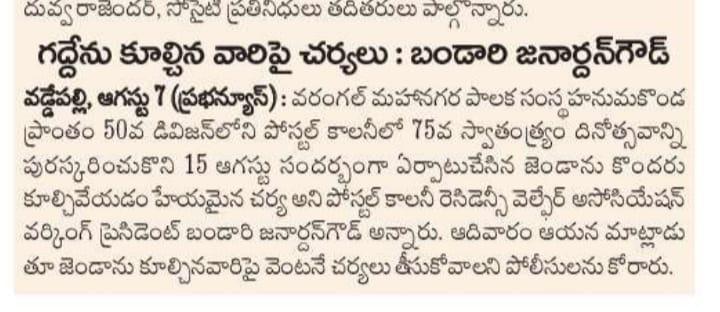 దువ్వ రాజేందర్, సోసైటీ ప్రతినిధులు తదితరులు పాల్గొన్నారు.
గద్దేను కూల్చిన వారిపై చర్యలు : బండారి జనార్దన్‌గౌడ్
వడ్డేపల్లి, ఆగస్టు 7 (ప్రభన్యూస్) : వరంగల్ మహానగర పాలక సంస్థ హనుమకొండ
ప్రాంతం 50వ డివిజన్‌లోని పోస్టల్ కాలనీలో 75వ స్వాతంత్ర్యం దినోత్సవాన్ని
పురస్కరించుకొని 15 ఆగస్టు సందర్భంగా ఏర్పాటుచేసిన జెండాను కొందరు
కూల్చివేయడం హేయమైన చర్య అని పోస్టల్ కాలనీ రెసిడెన్సీ వెల్ఫేర్ అసోసియేషన్
వర్కింగ్ ప్రెసిడెంట్ బండారి జనార్దన్‌గౌడ్ అన్నారు. ఆదివారం ఆయన మాట్లాడు
తూ జెండాను కూల్చినవారిపై వెంటనే చర్యలు తీసుకోవాలని పోలీసులను కోరారు.